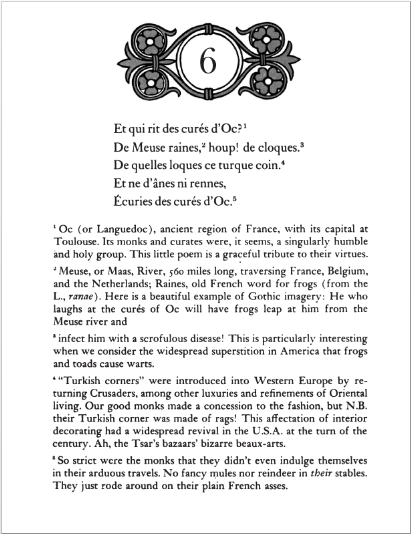 6
Et qui rit des curés d'Oc?¹
De Meuse raines,² houp! de cloques.³
De quelles loques ce turque coin.⁴
Et ne d'ânes ni rennes,
Écuries des curés d'Oc.⁵
¹ Oc (or Languedoc), ancient region of France, with its capital at
Toulouse. Its monks and curates were, it seems, a singularly humble
and holy group. This little poem is a graceful tribute to their virtues.
² Meuse, or Maas, River, 560 miles long, traversing France, Belgium,
and the Netherlands; Raines, old French word for frogs (from the
L., ranae). Here is a beautiful example of Gothic imagery: He who
laughs at the curés of Oc will have frogs leap at him from the
Meuse river and
³ infect him with a scrofulous disease! This is particularly interesting
when we consider the widespread superstition in America that frogs
and toads cause warts.
⁴ "Turkish corners" were introduced into Western Europe by re-
turning Crusaders, among other luxuries and refinements of Oriental
living. Our good monks made a concession to the fashion, but N.B.
their Turkish corner was made of rags! This affectation of interior
decorating had a widespread revival in the U.S.A. at the turn of the
century. Ah, the Tsar's bazaars' bizarre beaux-arts.
⁵ So strict were the monks that they didn't even indulge themselves
in their arduous travels. No fancy mules nor reindeer in their stables.
They just rode around on their plain French asses.